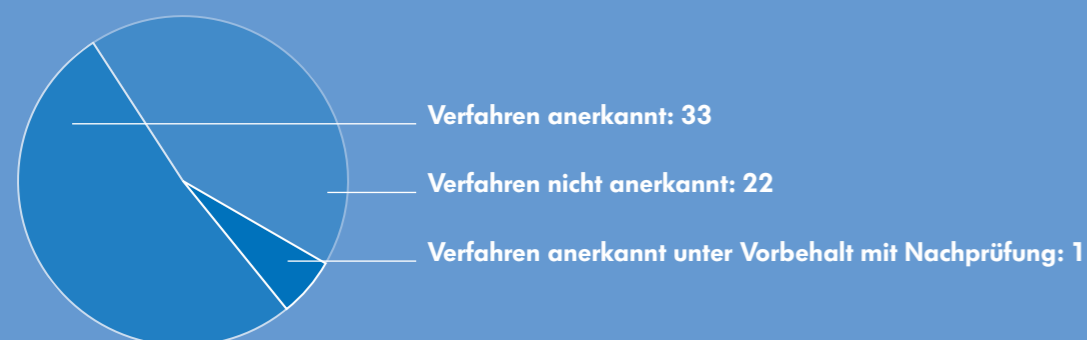 Verfahren anerkannt: 33
Verfahren nicht anerkannt: 22
Verfahren anerkannt unter Vorbehalt mit Nachprüfung: 1